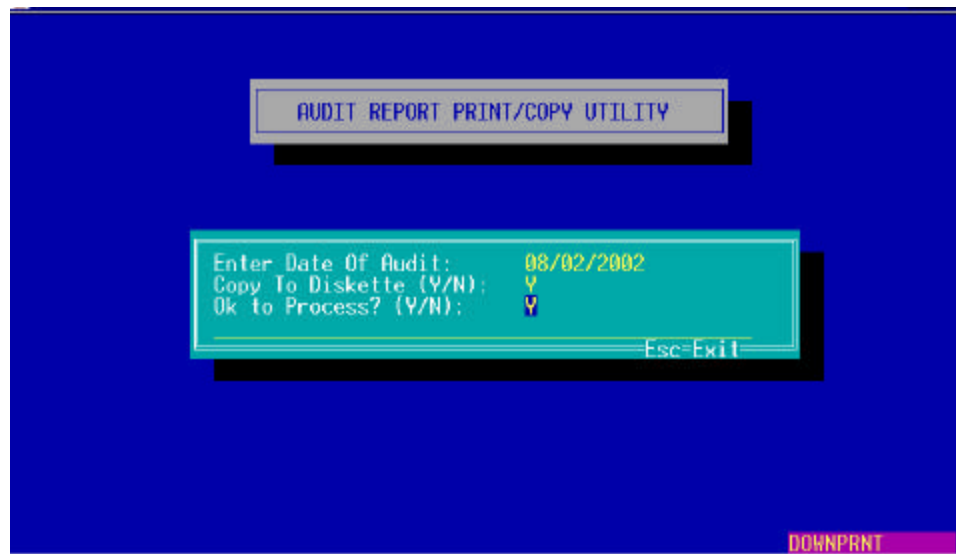 AUDIT REPORT PRINT/COPY UTILITY
Enter Date Of Audit: 08/02/2002
Copy To Diskette (Y/N): Y
Ok to Process? (Y/N): Y
Esc=Exit
DOWNPRNT